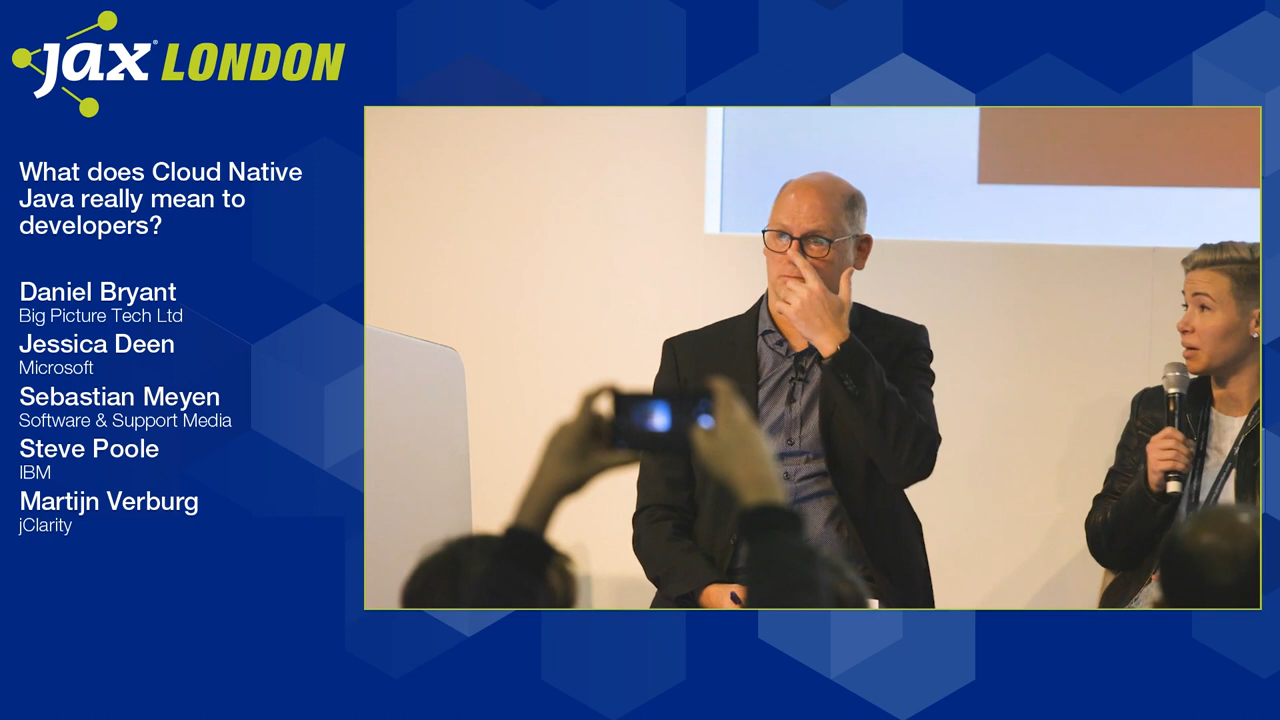 jax® LONDON
What does Cloud Native
Java really mean to
developers?
Daniel Bryant
Big Picture Tech Ltd
Jessica Deen
Microsoft
Sebastian Meyen
Software & Support Media
Steve Poole
IBM
Martijn Verburg
jClarity